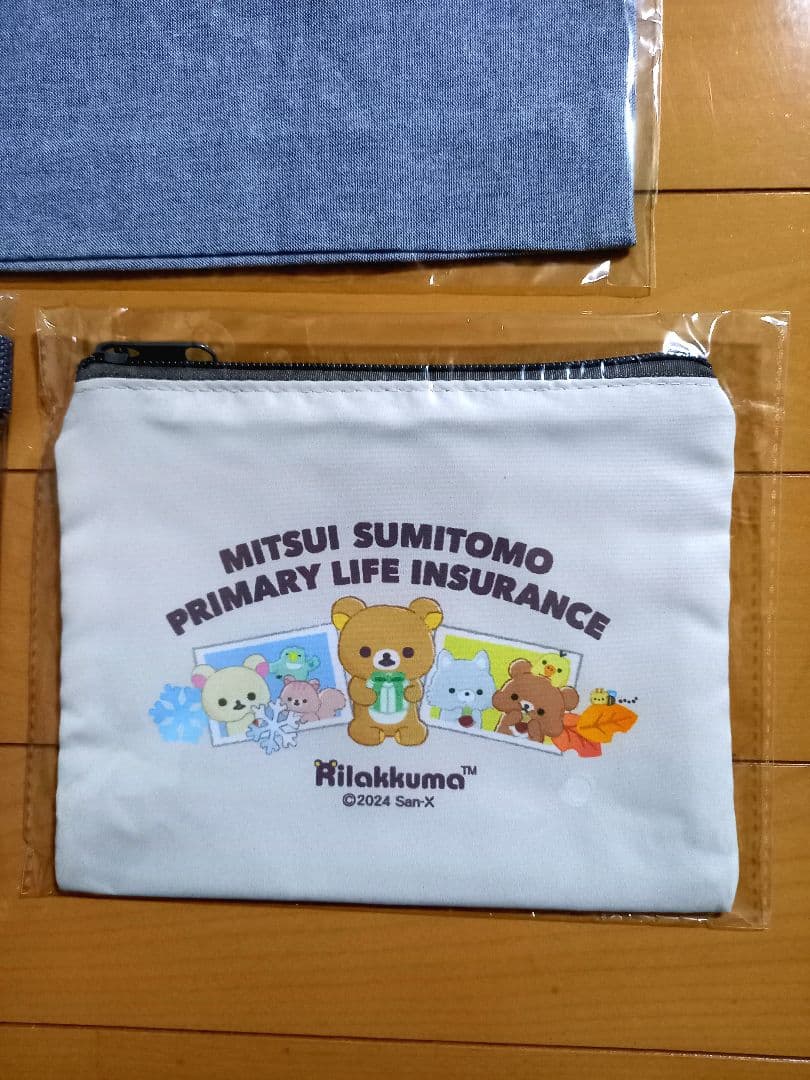 MITSUI SUMITOMO
PRIMARY LIFE INSURANCE
Rilakkuma™
©2024 San-X